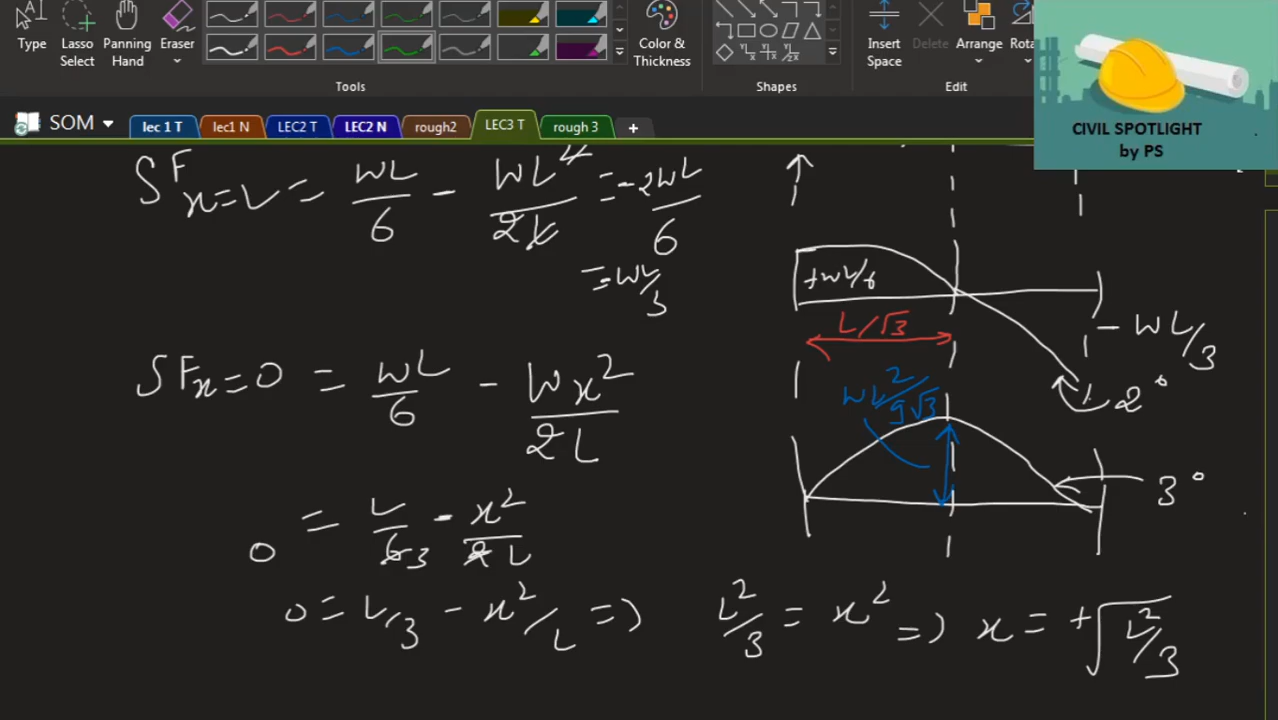 Type
Lasso Select
Panning Hand
Eraser
Color & Thickness
Insert Space
Delete
Arrange
Tools
Shapes
Edit
CIVIL SPOTLIGHT
by PS
SOM
lec 1 T
lec1 N
LEC2 T
LEC2 N
rough2
LEC3 T
rough 3
SF x=L = WL/6 - WL²/2L = -2WL/6
= WL/3
SFx=0 = WL/6 - Wx²/2L
0 = L/63 - x²/2L
0 = L/3 - x²/L => L²/3 = x² => x = +√L²/3
+WL/6
L/√3
- WL/3
2°
WL²/9√3
3°